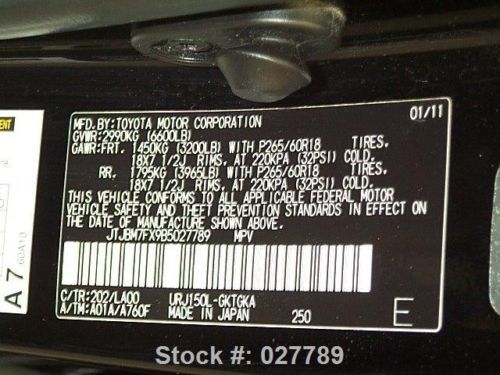 MFD.BY:TOYOTA MOTOR CORPORATION 01/11
GVWR:2990KG (6600LB)
GAWR:FRT. 1450KG (3200LB) WITH P265/60R18 TIRES,
18X7 1/2J RIMS, AT 220KPA (32PSI) COLD.
RR. 1795KG (3965LB) WITH P265/60R18 TIRES,
18X7 1/2J RIMS, AT 220KPA (32PSI) COLD.
THIS VEHICLE CONFORMS TO ALL APPLICABLE FEDERAL MOTOR
VEHICLE SAFETY AND THEFT PREVENTION STANDARDS IN EFFECT ON
THE DATE OF MANUFACTURE SHOWN ABOVE.
JTJBM7FX9B5027789 MPV
C/TR:202/LA00 URJ150L-GKTGKA
A/TM:A01A/A760F MADE IN JAPAN 250 E
A7
60A10
Stock #: 027789